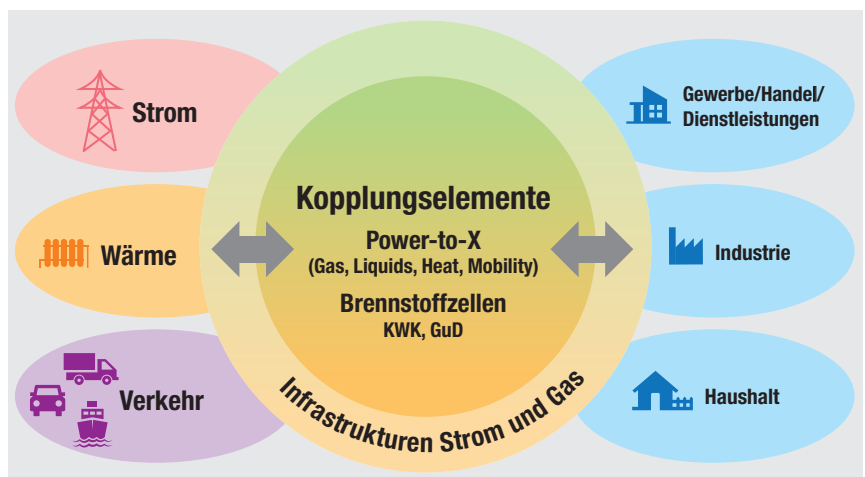 Strom
Wärme
Verkehr
Kopplungselemente
Power-to-X
(Gas, Liquids, Heat, Mobility)
Brennstoffzellen
KWK, GuD
Infrastrukturen Strom und Gas
Gewerbe/Handel/
Dienstleistungen
Industrie
Haushalt